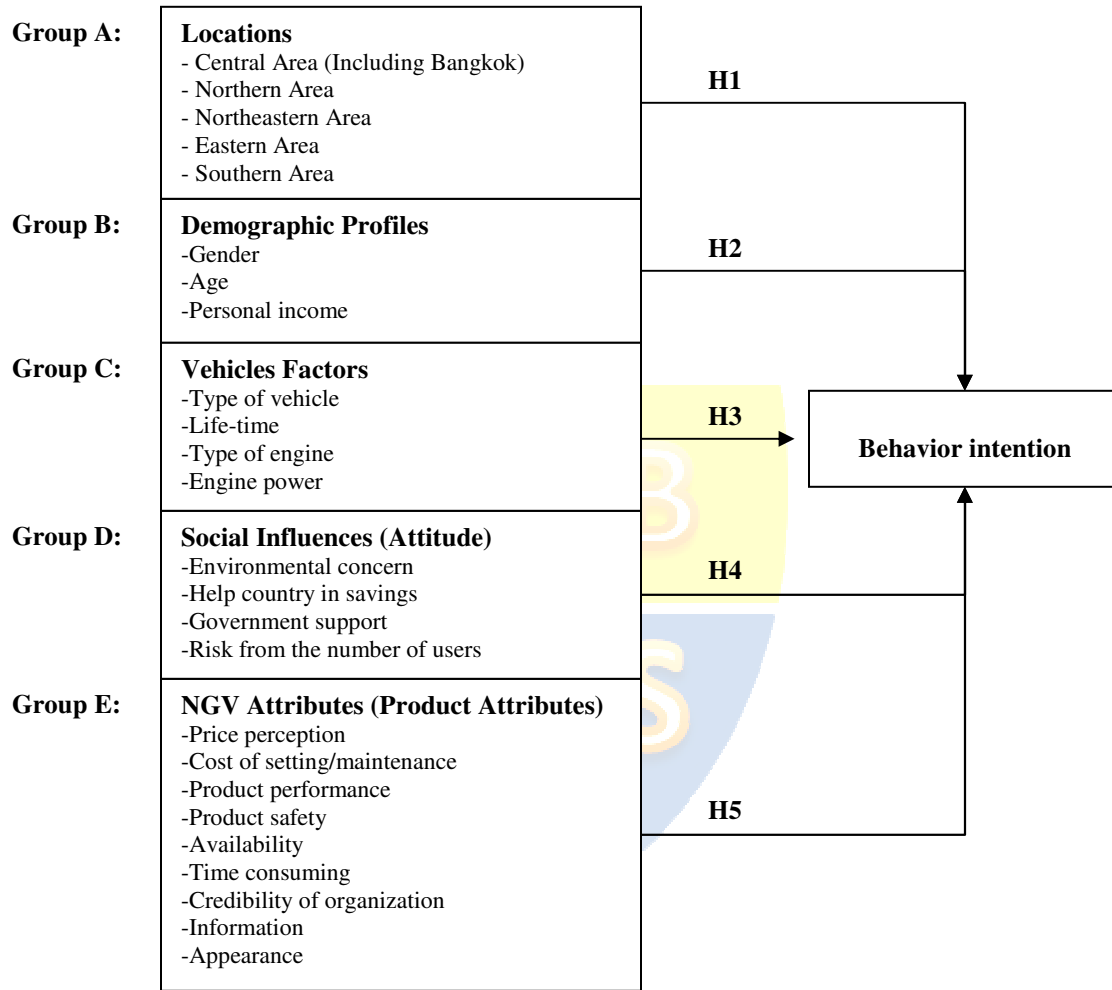 Group A:
Locations
- Central Area (Including Bangkok)
- Northern Area
- Northeastern Area
- Eastern Area
- Southern Area
H1
Group B:
Demographic Profiles
-Gender
-Age
-Personal income
H2
Group C:
Vehicles Factors
-Type of vehicle
-Life-time
-Type of engine
-Engine power
H3
Behavior intention
Group D:
Social Influences (Attitude)
-Environmental concern
-Help country in savings
-Government support
-Risk from the number of users
H4
Group E:
NGV Attributes (Product Attributes)
-Price perception
-Cost of setting/maintenance
-Product performance
-Product safety
-Availability
-Time consuming
-Credibility of organization
-Information
-Appearance
H5
B
S